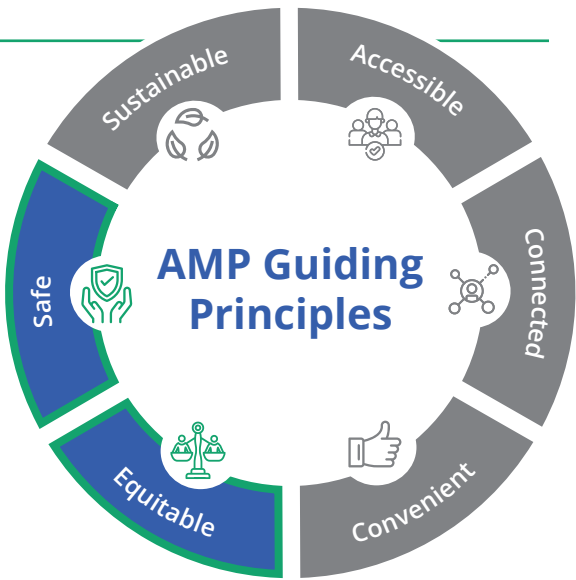 Sustainable
Accessible
Connected
Convenient
Equitable
Safe
AMP Guiding
Principles